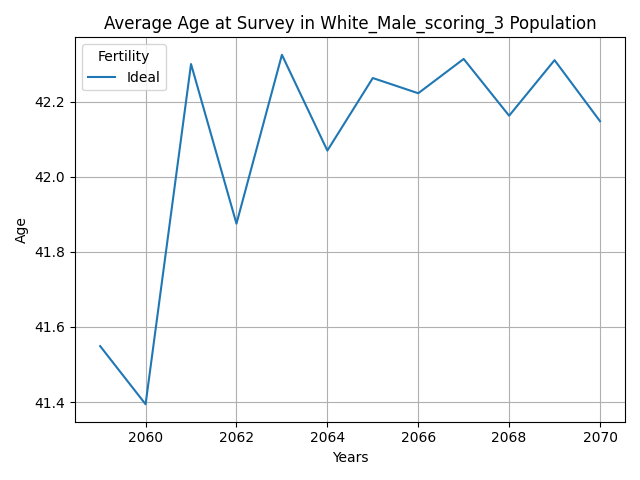 Average Age at Survey in White_Male_scoring_3 Population
Fertility
Ideal
Age
42.2
42.0
41.8
41.6
41.4
2060 2062 2064 2066 2068 2070
Years